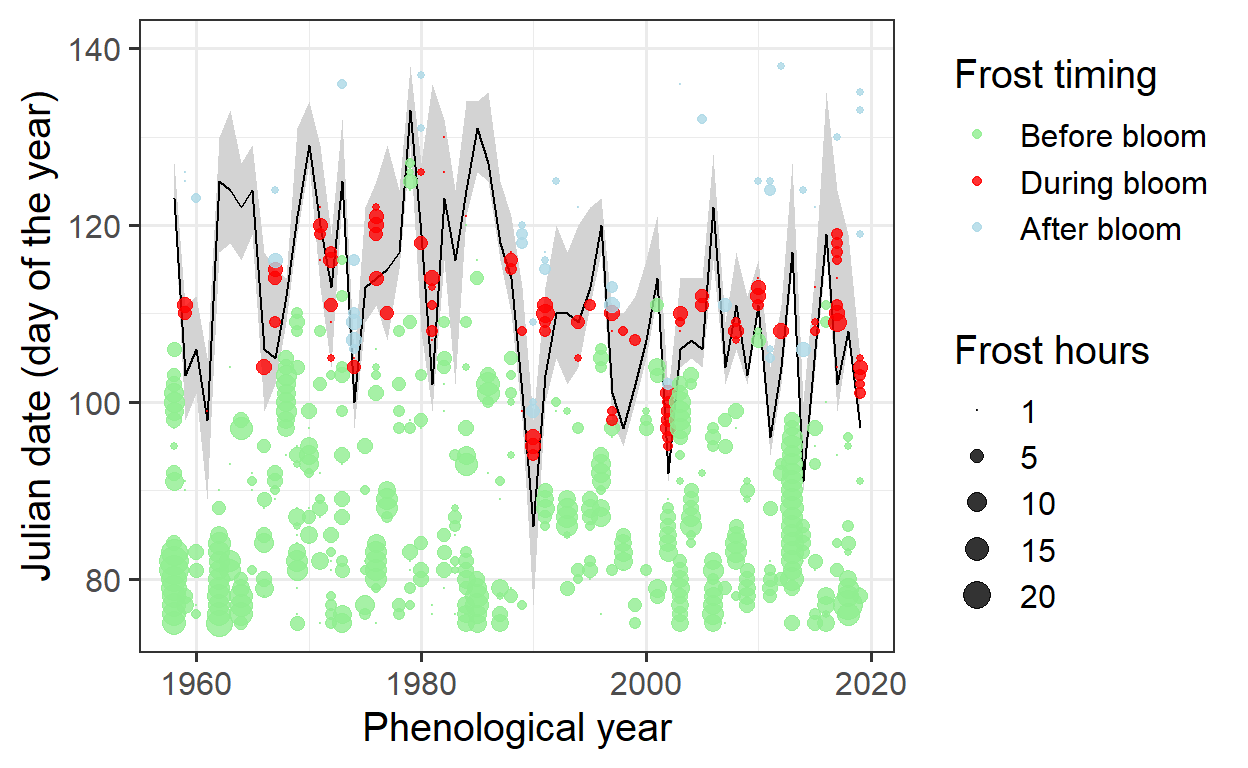 Julian date (day of the year)
140
120
100
80
1960
1980
2000
2020
Phenological year
Frost timing
Before bloom
During bloom
After bloom
Frost hours
1
5
10
15
20